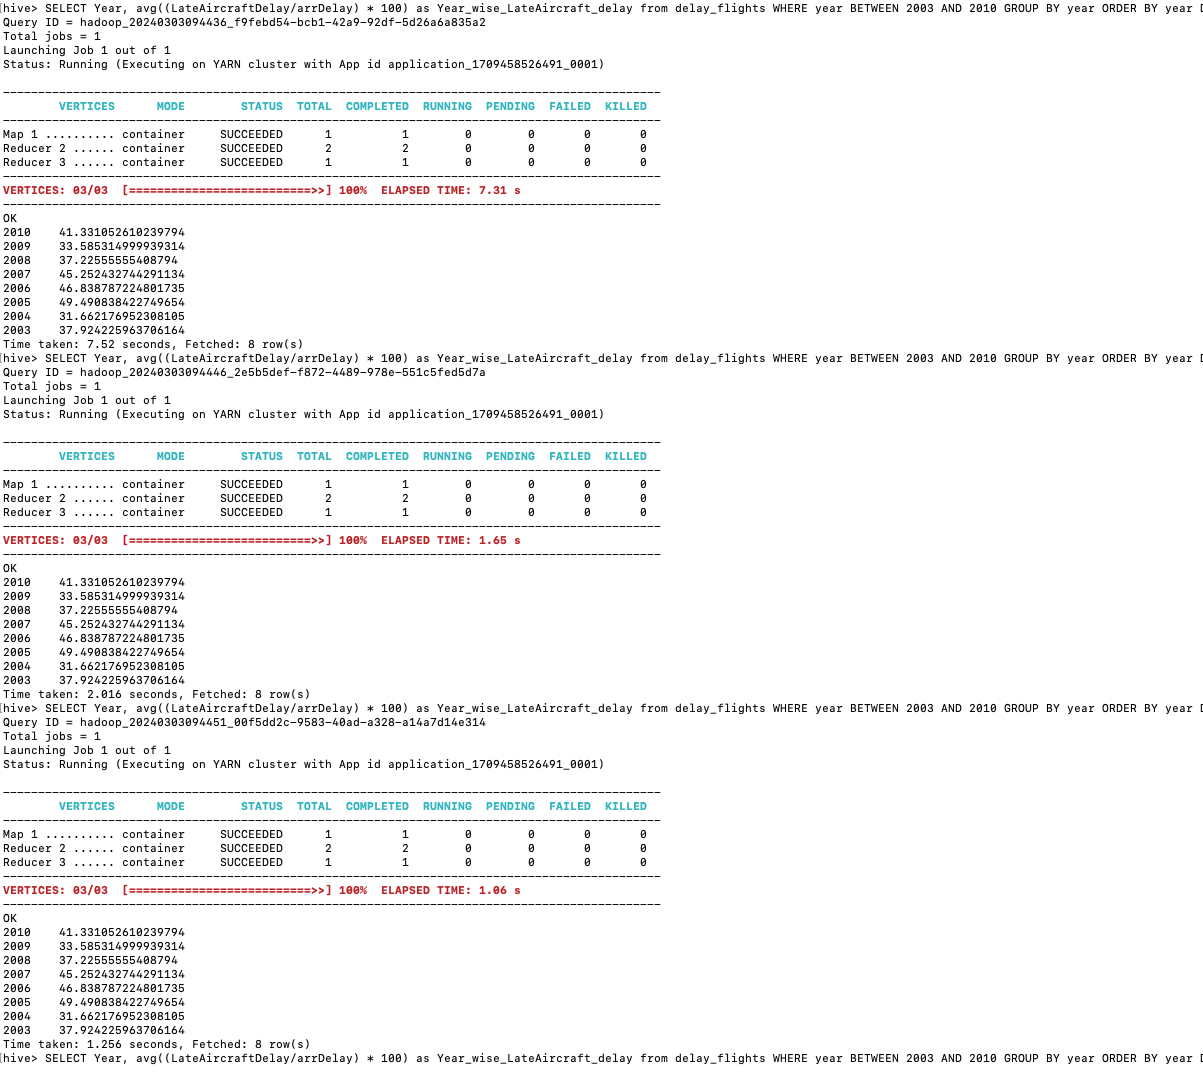 hive> SELECT Year, avg((LateAircraftDelay/arrDelay) * 100) as Year_wise_LateAircraft_delay from delay_flights WHERE year BETWEEN 2003 AND 2010 GROUP BY year ORDER BY year D
Query ID = hadoop_20240303094436_f9febd54-bcb1-42a9-92df-5d26a6a835a2
Total jobs = 1
Launching Job 1 out of 1
Status: Running (Executing on YARN cluster with App id application_1709458526491_0001)
----------------------------------------------------------------------------------------------
        VERTICES      MODE        STATUS  TOTAL  COMPLETED  RUNNING  PENDING  FAILED  KILLED
----------------------------------------------------------------------------------------------
Map 1 .......... container     SUCCEEDED      1          1        0        0       0       0
Reducer 2 ...... container     SUCCEEDED      2          2        0        0       0       0
Reducer 3 ...... container     SUCCEEDED      1          1        0        0       0       0
----------------------------------------------------------------------------------------------
VERTICES: 03/03  [==========================>>] 100%  ELAPSED TIME: 7.31 s
----------------------------------------------------------------------------------------------
OK
2010    41.331052610239794
2009    33.585314999939314
2008    37.22555555408794
2007    45.252432744291134
2006    46.838787224801735
2005    49.490838422749654
2004    31.662176952308105
2003    37.924225963706164
Time taken: 7.52 seconds, Fetched: 8 row(s)
hive> SELECT Year, avg((LateAircraftDelay/arrDelay) * 100) as Year_wise_LateAircraft_delay from delay_flights WHERE year BETWEEN 2003 AND 2010 GROUP BY year ORDER BY year D
Query ID = hadoop_20240303094446_2e5b5def-f872-4489-978e-551c5fed5d7a
Total jobs = 1
Launching Job 1 out of 1
Status: Running (Executing on YARN cluster with App id application_1709458526491_0001)
----------------------------------------------------------------------------------------------
        VERTICES      MODE        STATUS  TOTAL  COMPLETED  RUNNING  PENDING  FAILED  KILLED
----------------------------------------------------------------------------------------------
Map 1 .......... container     SUCCEEDED      1          1        0        0       0       0
Reducer 2 ...... container     SUCCEEDED      2          2        0        0       0       0
Reducer 3 ...... container     SUCCEEDED      1          1        0        0       0       0
----------------------------------------------------------------------------------------------
VERTICES: 03/03  [==========================>>] 100%  ELAPSED TIME: 1.65 s
----------------------------------------------------------------------------------------------
OK
2010    41.331052610239794
2009    33.585314999939314
2008    37.22555555408794
2007    45.252432744291134
2006    46.838787224801735
2005    49.490838422749654
2004    31.662176952308105
2003    37.924225963706164
Time taken: 2.016 seconds, Fetched: 8 row(s)
hive> SELECT Year, avg((LateAircraftDelay/arrDelay) * 100) as Year_wise_LateAircraft_delay from delay_flights WHERE year BETWEEN 2003 AND 2010 GROUP BY year ORDER BY year D
Query ID = hadoop_20240303094451_00f5dd2c-9583-40ad-a328-a14a7d14e314
Total jobs = 1
Launching Job 1 out of 1
Status: Running (Executing on YARN cluster with App id application_1709458526491_0001)
----------------------------------------------------------------------------------------------
        VERTICES      MODE        STATUS  TOTAL  COMPLETED  RUNNING  PENDING  FAILED  KILLED
----------------------------------------------------------------------------------------------
Map 1 .......... container     SUCCEEDED      1          1        0        0       0       0
Reducer 2 ...... container     SUCCEEDED      2          2        0        0       0       0
Reducer 3 ...... container     SUCCEEDED      1          1        0        0       0       0
----------------------------------------------------------------------------------------------
VERTICES: 03/03  [==========================>>] 100%  ELAPSED TIME: 1.06 s
----------------------------------------------------------------------------------------------
OK
2010    41.331052610239794
2009    33.585314999939314
2008    37.22555555408794
2007    45.252432744291134
2006    46.838787224801735
2005    49.490838422749654
2004    31.662176952308105
2003    37.924225963706164
Time taken: 1.256 seconds, Fetched: 8 row(s)
hive> SELECT Year, avg((LateAircraftDelay/arrDelay) * 100) as Year_wise_LateAircraft_delay from delay_flights WHERE year BETWEEN 2003 AND 2010 GROUP BY year ORDER BY year D